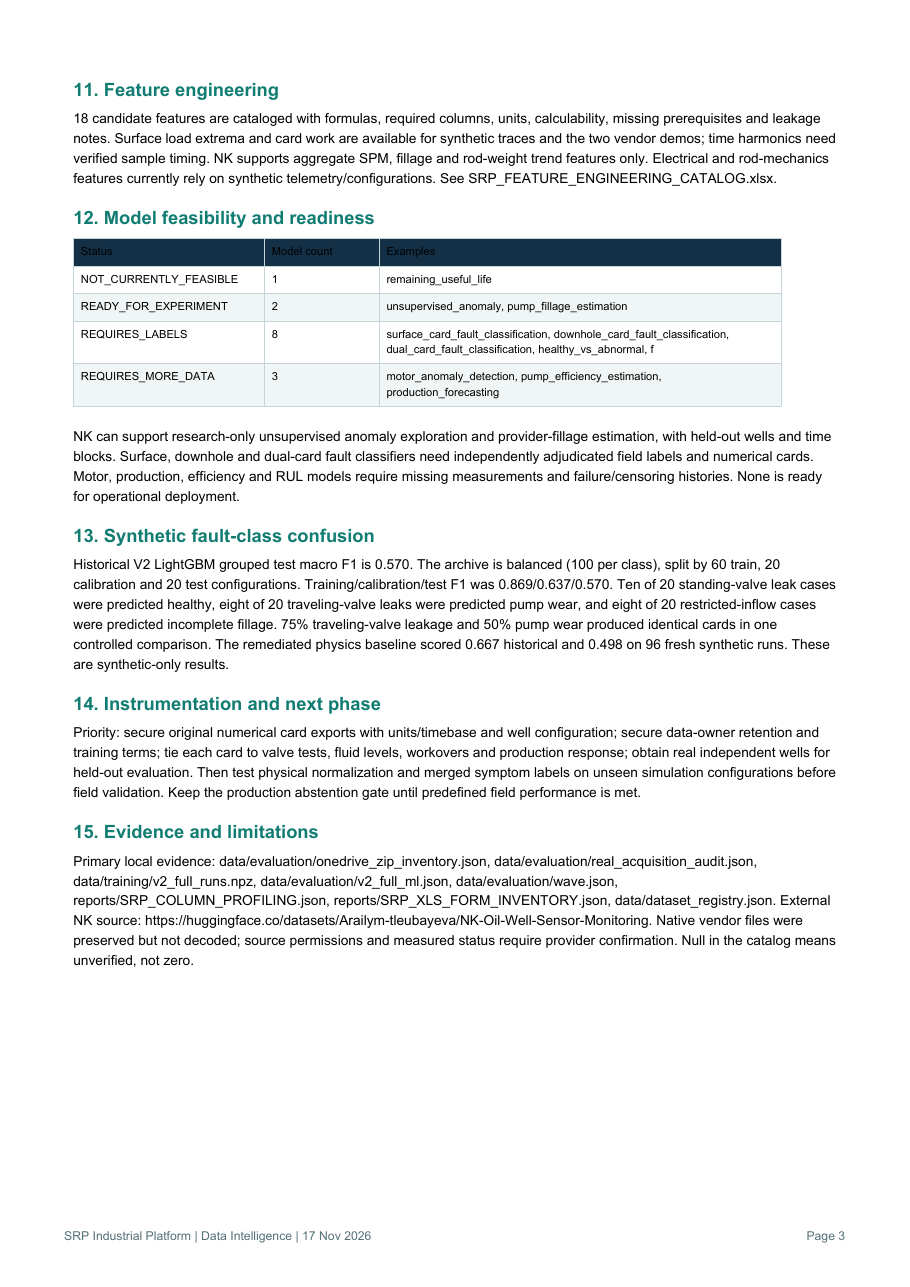 11. Feature engineering
18 candidate features are cataloged with formulas, required columns, units, calculability, missing prerequisites and leakage
notes. Surface load extrema and card work are available for synthetic traces and the two vendor demos; time harmonics need
verified sample timing. NK supports aggregate SPM, fillage and rod-weight trend features only. Electrical and rod-mechanics
features currently rely on synthetic telemetry/configurations. See SRP_FEATURE_ENGINEERING_CATALOG.xlsx.
12. Model feasibility and readiness
Status Model count Examples
NOT_CURRENTLY_FEASIBLE 1 remaining_useful_life
READY_FOR_EXPERIMENT 2 unsupervised_anomaly, pump_fillage_estimation
REQUIRES_LABELS 8 surface_card_fault_classification, downhole_card_fault_classification,
dual_card_fault_classification, healthy_vs_abnormal, f
REQUIRES_MORE_DATA 3 motor_anomaly_detection, pump_efficiency_estimation,
production_forecasting
NK can support research-only unsupervised anomaly exploration and provider-fillage estimation, with held-out wells and time
blocks. Surface, downhole and dual-card fault classifiers need independently adjudicated field labels and numerical cards.
Motor, production, efficiency and RUL models require missing measurements and failure/censoring histories. None is ready
for operational deployment.
13. Synthetic fault-class confusion
Historical V2 LightGBM grouped test macro F1 is 0.570. The archive is balanced (100 per class), split by 60 train, 20
calibration and 20 test configurations. Training/calibration/test F1 was 0.869/0.637/0.570. Ten of 20 standing-valve leak cases
were predicted healthy, eight of 20 traveling-valve leaks were predicted pump wear, and eight of 20 restricted-inflow cases
were predicted incomplete fillage. 75% traveling-valve leakage and 50% pump wear produced identical cards in one
controlled comparison. The remediated physics baseline scored 0.667 historical and 0.498 on 96 fresh synthetic runs. These
are synthetic-only results.
14. Instrumentation and next phase
Priority: secure original numerical card exports with units/timebase and well configuration; secure data-owner retention and
training terms; tie each card to valve tests, fluid levels, workovers and production response; obtain real independent wells for
held-out evaluation. Then test physical normalization and merged symptom labels on unseen simulation configurations before
field validation. Keep the production abstention gate until predefined field performance is met.
15. Evidence and limitations
Primary local evidence: data/evaluation/onedrive_zip_inventory.json, data/evaluation/real_acquisition_audit.json,
data/training/v2_full_runs.npz, data/evaluation/v2_full_ml.json, data/evaluation/wave.json,
reports/SRP_COLUMN_PROFILING.json, reports/SRP_XLS_FORM_INVENTORY.json, data/dataset_registry.json. External
NK source: https://huggingface.co/datasets/Arailym-tleubayeva/NK-Oil-Well-Sensor-Monitoring. Native vendor files were
preserved but not decoded; source permissions and measured status require provider confirmation. Null in the catalog means
unverified, not zero.
SRP Industrial Platform | Data Intelligence | 17 Nov 2026 Page 3